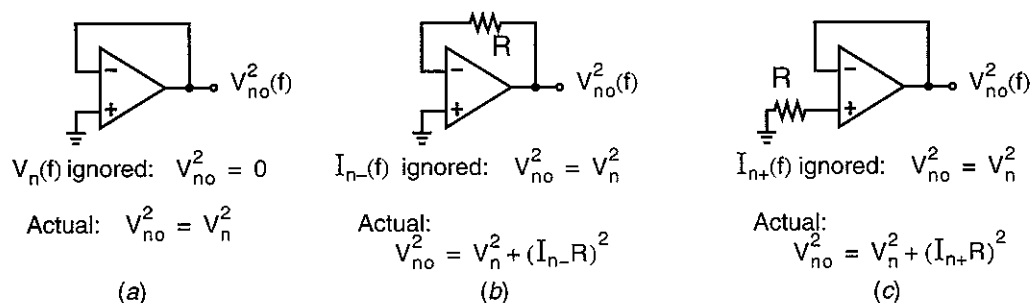 − + V²ₙₒ(f)
R − + V²ₙₒ(f)
R − + V²ₙₒ(f)
Vₙ(f) ignored: V²ₙₒ = 0
Actual: V²ₙₒ = V²ₙ
(a)
Iₙ₋(f) ignored: V²ₙₒ = V²ₙ
Actual:
V²ₙₒ = V²ₙ + (Iₙ₋R)²
(b)
Iₙ₊(f) ignored: V²ₙₒ = V²ₙ
Actual:
V²ₙₒ = V²ₙ + (Iₙ₊R)²
(c)